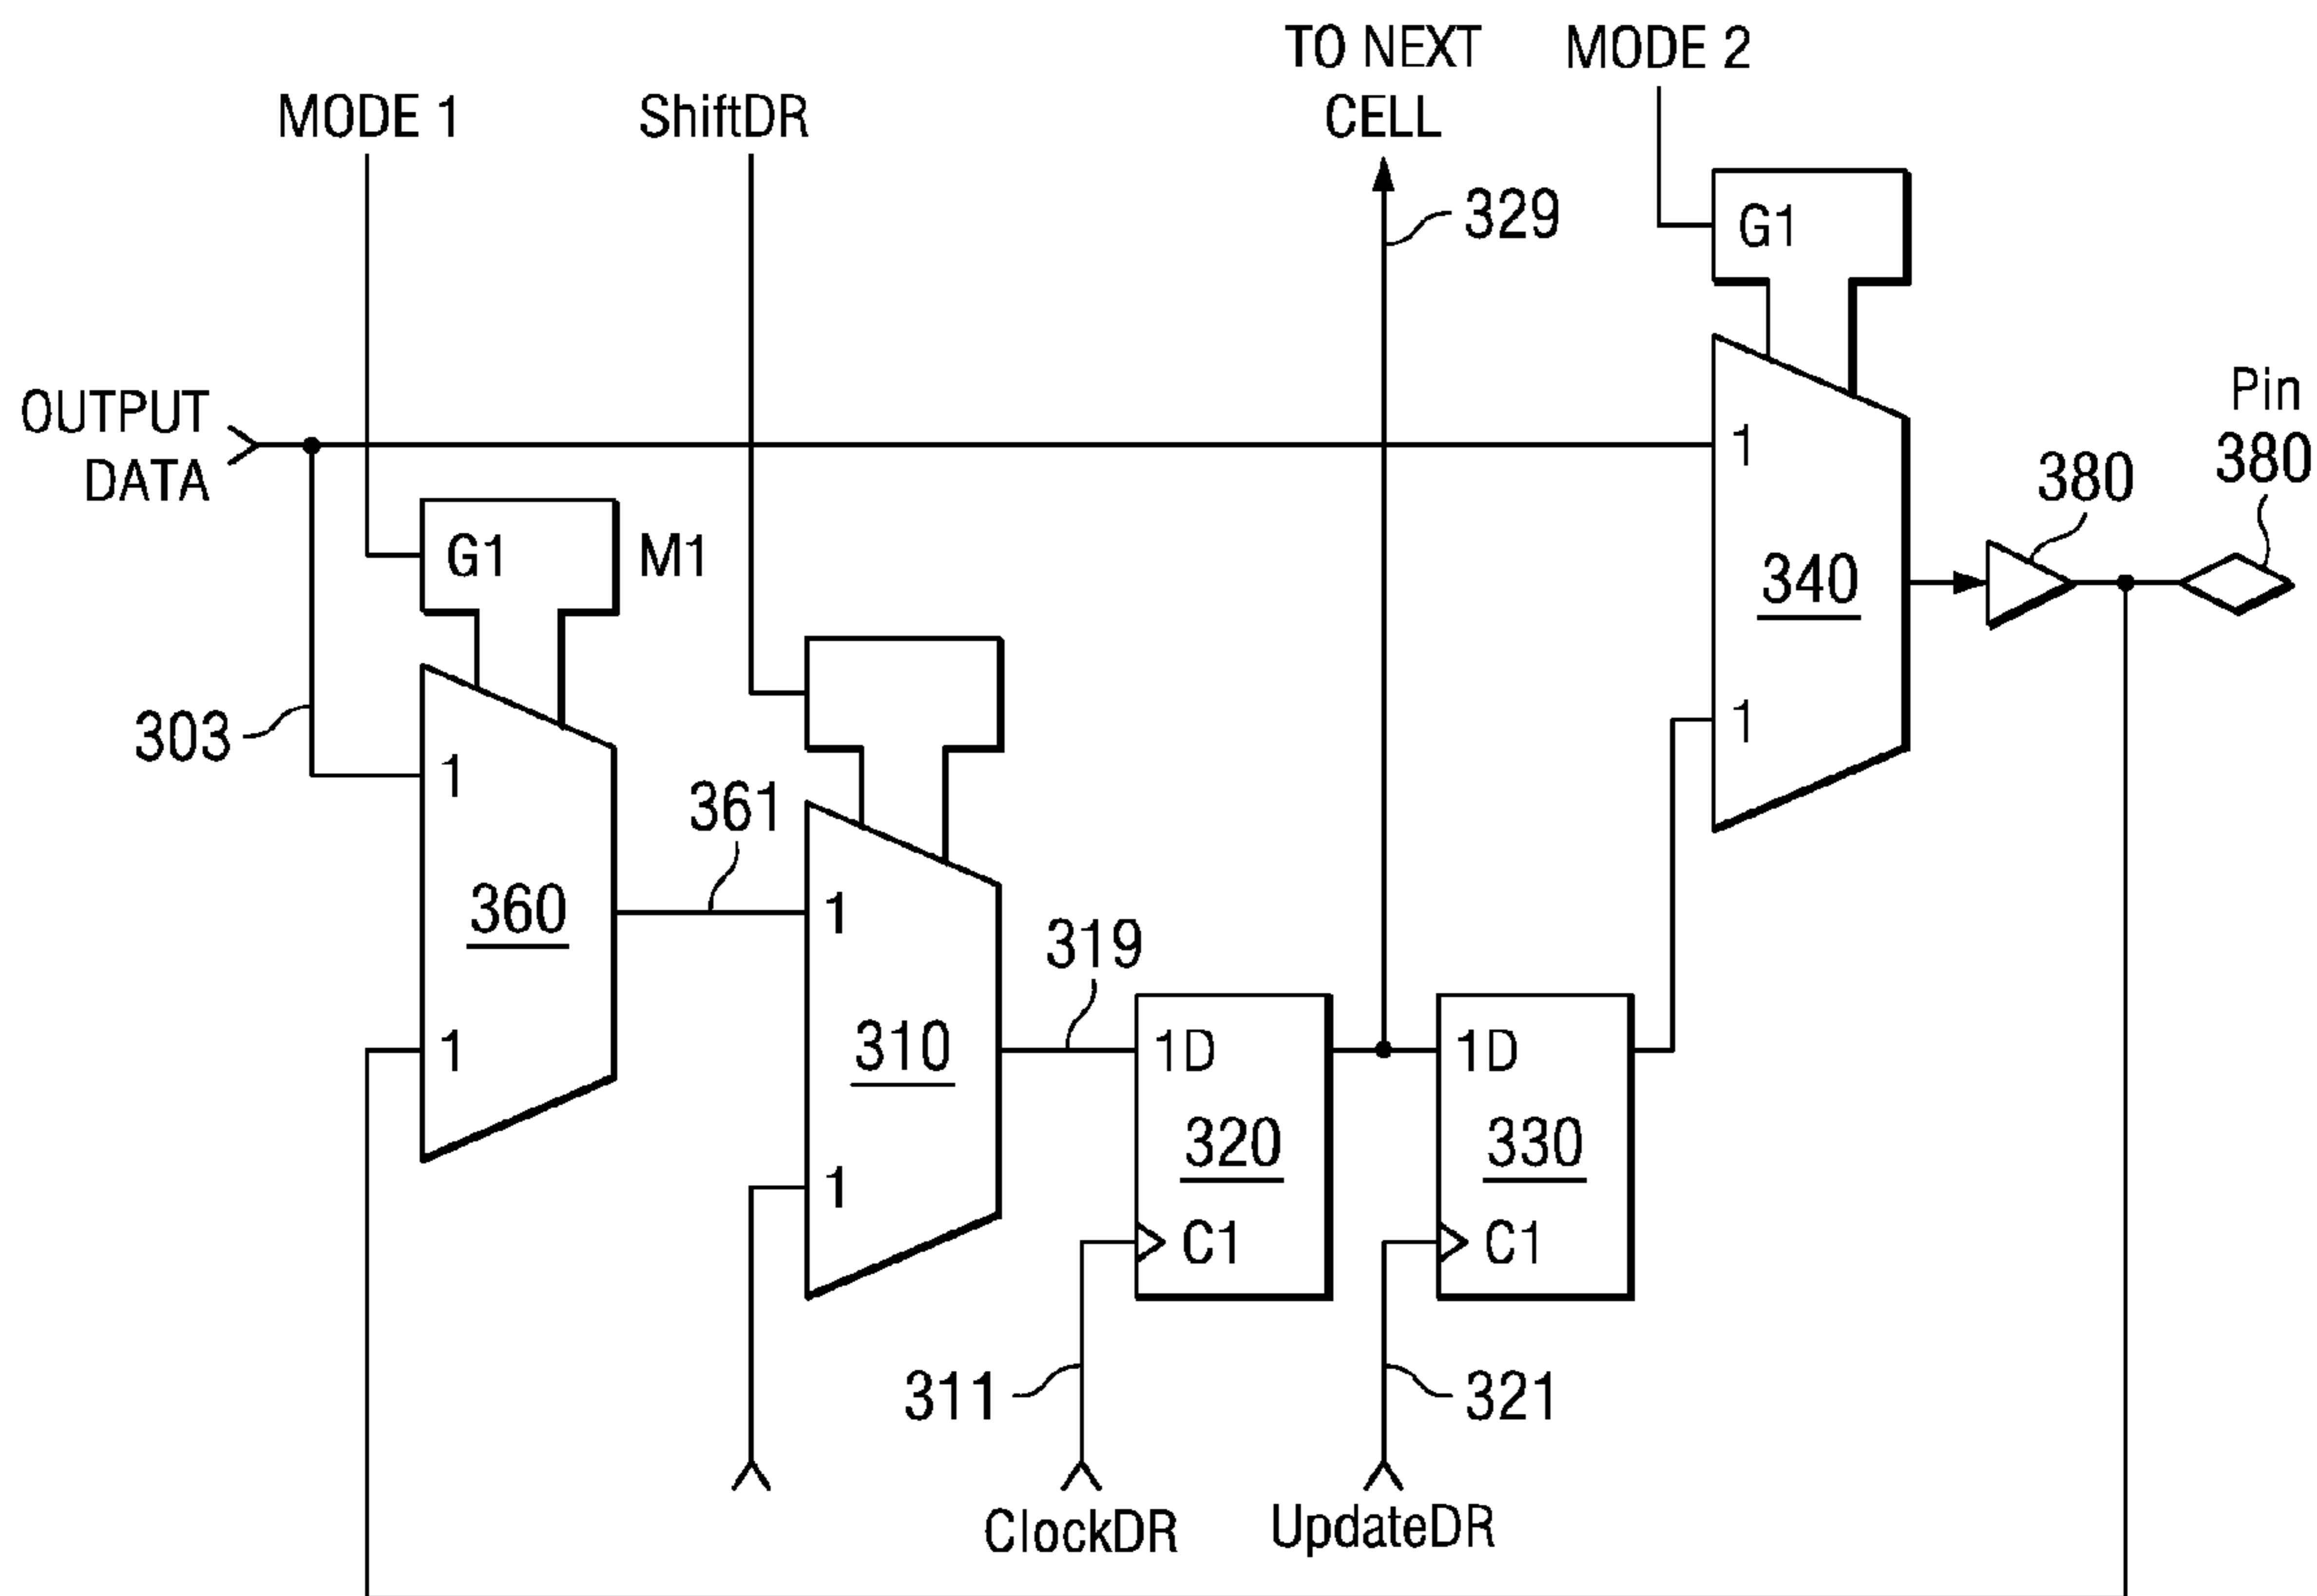 TO NEXT
CELL
MODE 2
MODE 1
ShiftDR
329
G1
OUTPUT
DATA
Pin
380
1
380
G1
M1
340
303
1
1
361
360
1
319
1
310
1D
1D
320
330
1
C1
C1
311
321
ClockDR
UpdateDR